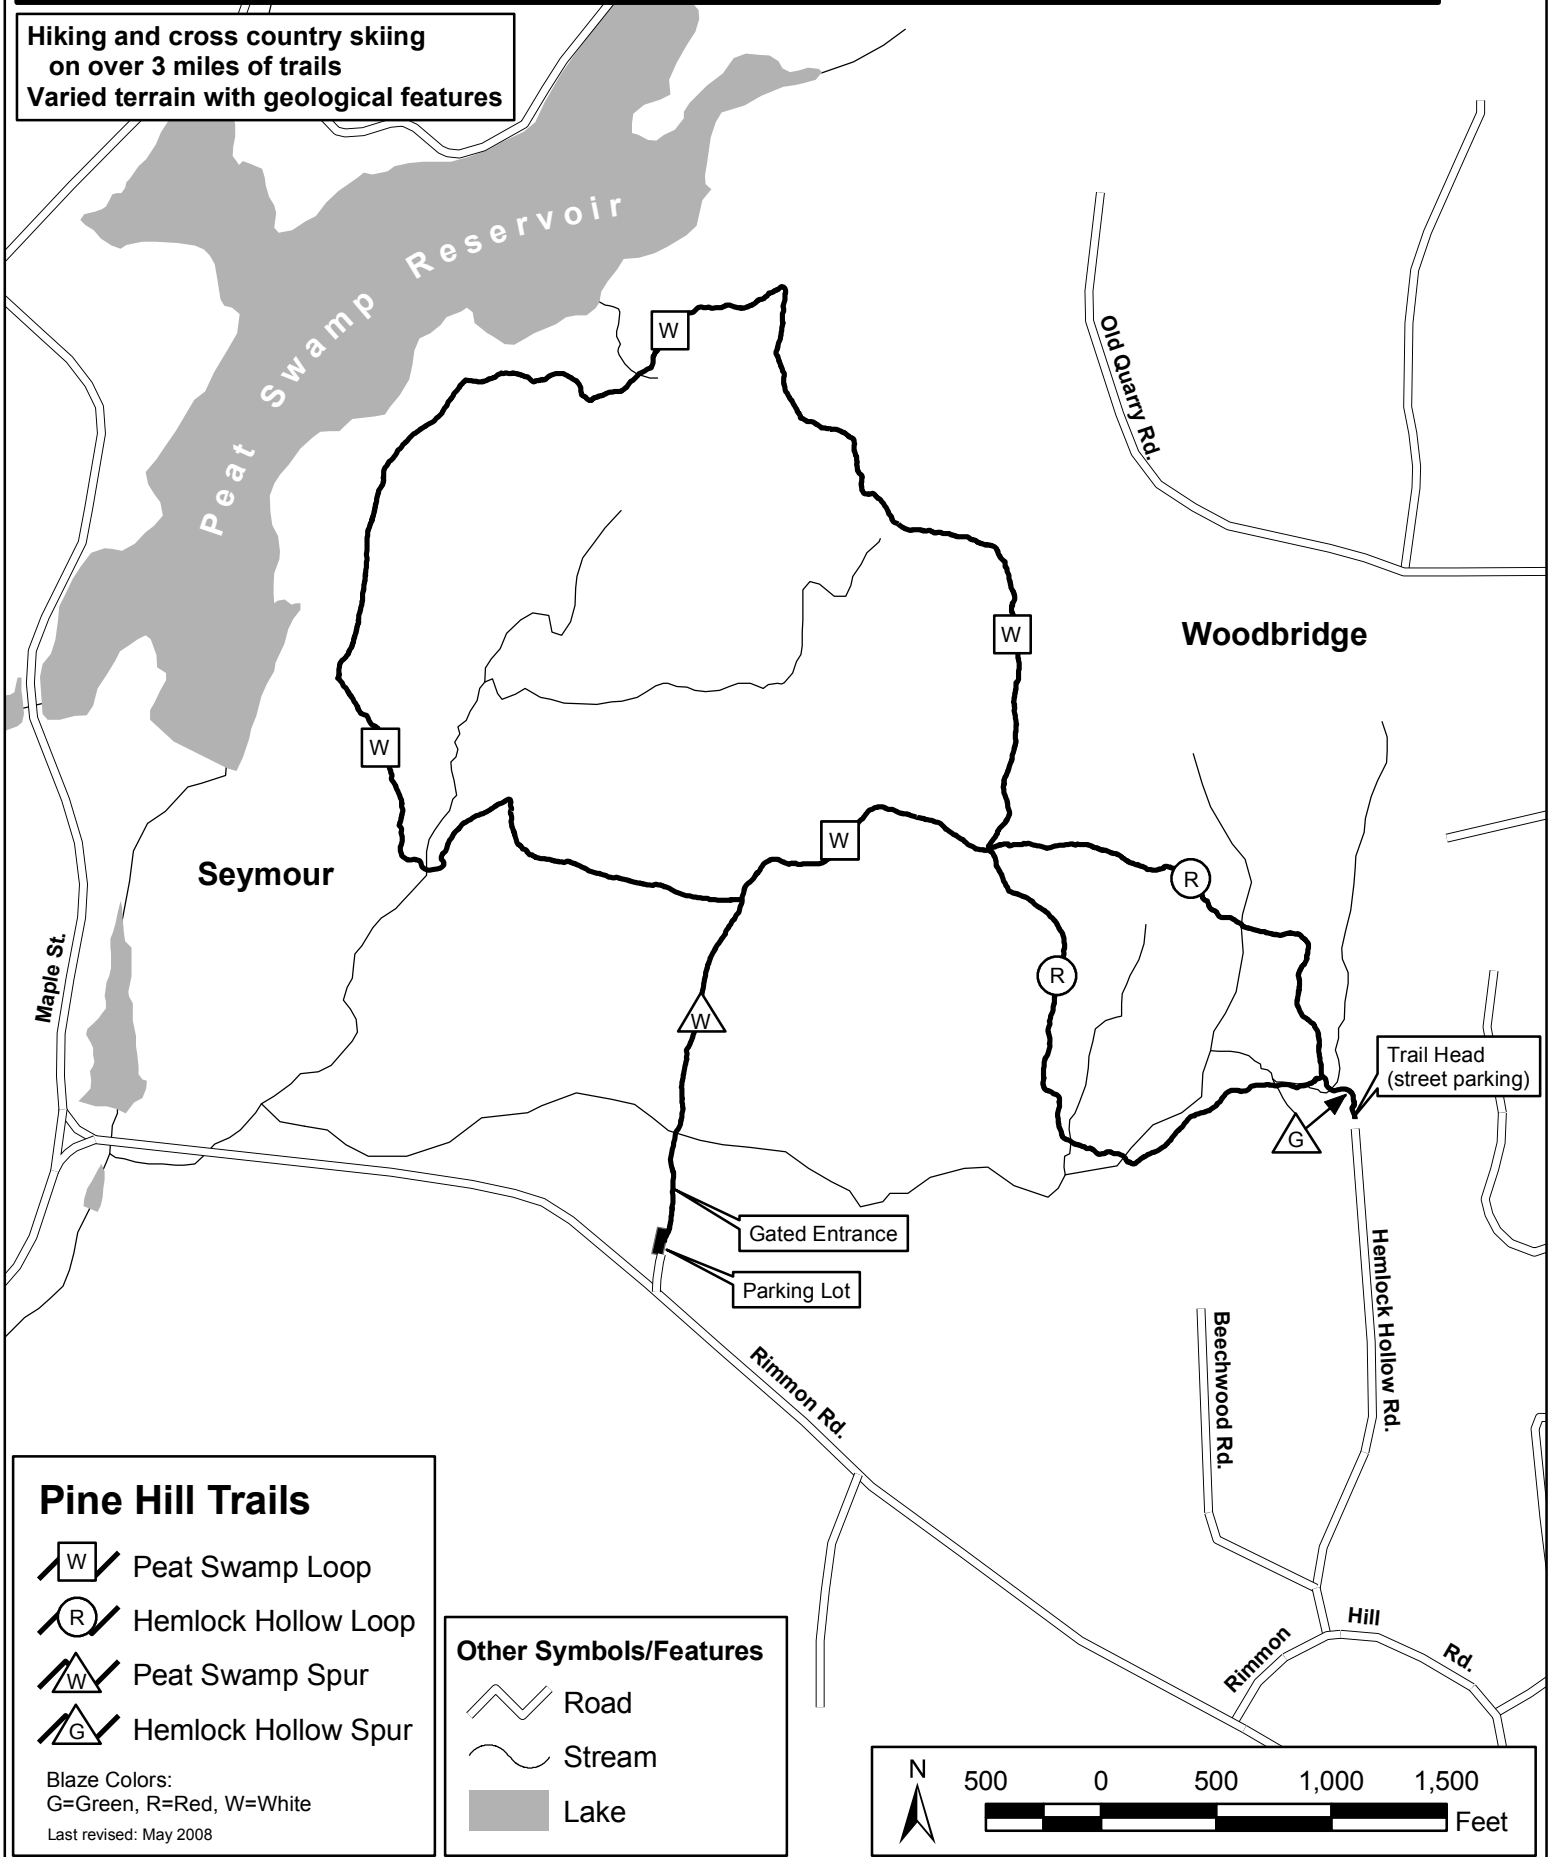 Hiking and cross country skiing
on over 3 miles of trails
Varied terrain with geological features
Peat Swamp Reservoir
W
Old Quarry Rd.
W
Woodbridge
W
W
Seymour
R
Maple St.
R
W
Trail Head
(street parking)
G
Gated Entrance
Parking Lot
Hemlock Hollow Rd.
Beechwood Rd.
Rimmon Rd.
Rimmon Hill Rd.
Pine Hill Trails
W Peat Swamp Loop
R Hemlock Hollow Loop
W Peat Swamp Spur
G Hemlock Hollow Spur
Blaze Colors:
G=Green, R=Red, W=White
Last revised: May 2008
Other Symbols/Features
Road
Stream
Lake
N
500 0 500 1,000 1,500
Feet